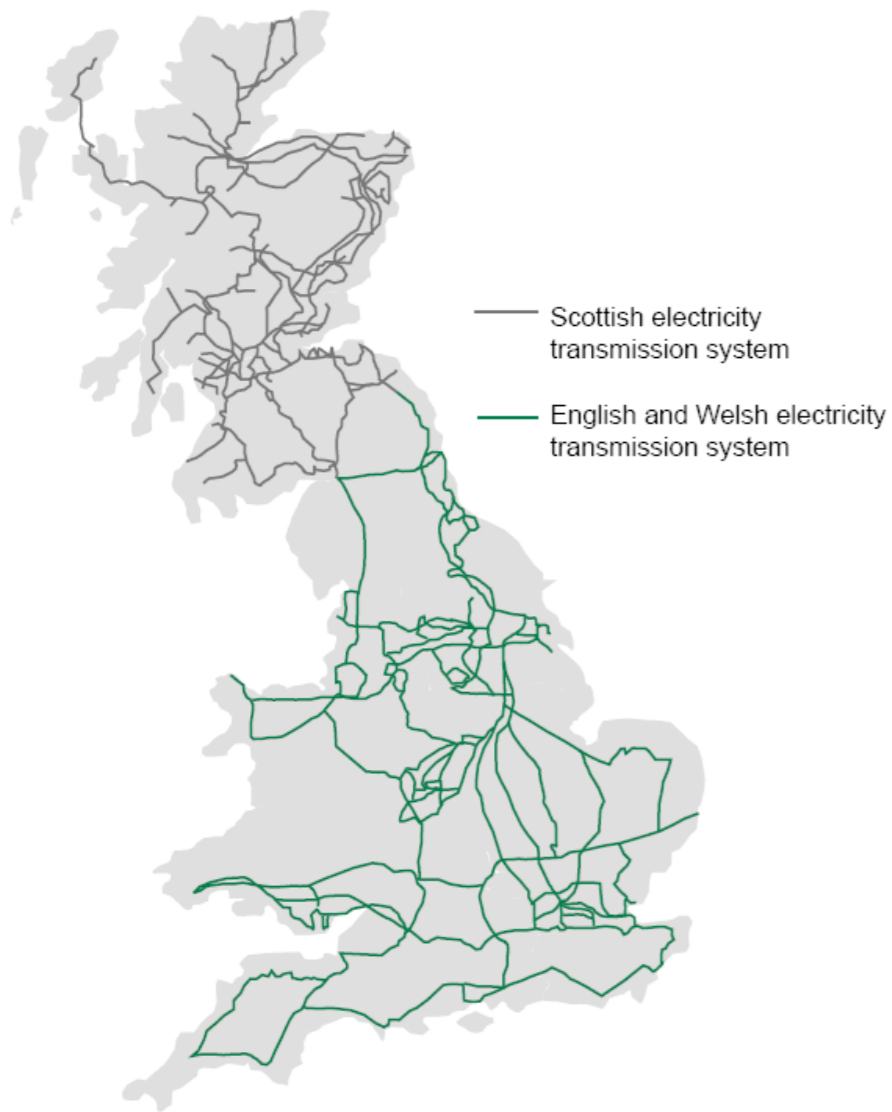 Scottish electricity
transmission system
English and Welsh electricity
transmission system